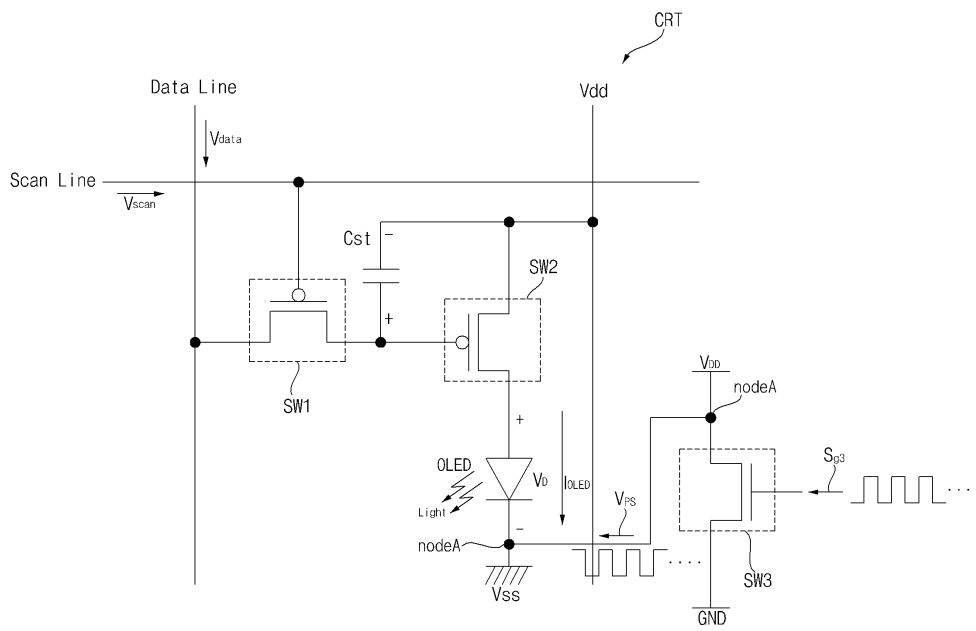 CRT
Data Line
Vdd
Vdata
Scan Line
Vscan
Cst
−
SW2
+
SW1
VDD
nodeA
+
OLED
VD
IOLED
Sg3
....
Light
VPS
−
nodeA
....
SW3
Vss
GND